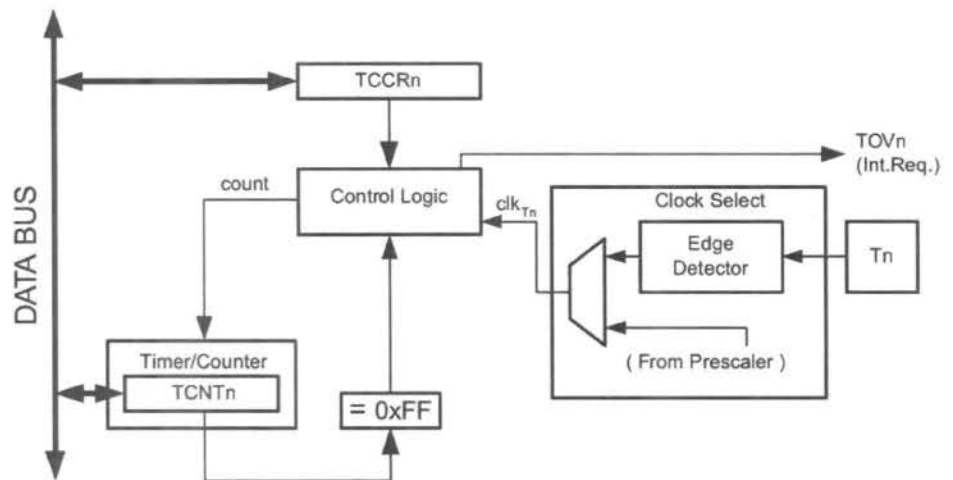 TCCRn
TOVn
(Int.Req.)
count
Control Logic
clkTn
Clock Select
Edge
Detector
Tn
DATA BUS
Timer/Counter
TCNTn
= 0xFF
( From Prescaler )